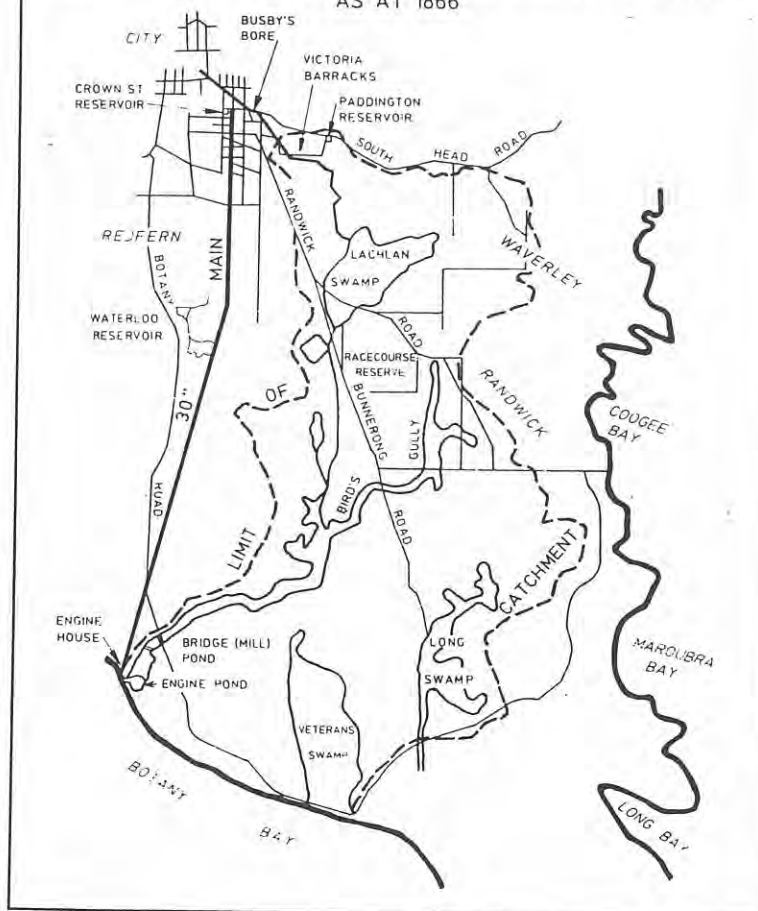 AS AT 1866
CITY
BUSBY'S
BORE
VICTORIA
BARRACKS
CROWN ST
RESERVOIR
PADDINGTON
RESERVOIR
SOUTH HEAD ROAD
REDFERN
BOTANY ROAD
MAIN
30"
RANDWICK ROAD
LACHLAN
SWAMP
WAVERLEY
WATERLOO
RESERVOIR
RACECOURSE
RESERVE
RANDWICK
COOGEE
BAY
BUNNERONG ROAD
BIRD'S GULLY
LIMIT OF CATCHMENT
ENGINE
HOUSE
BRIDGE (MILL)
POND
ENGINE POND
LONG
SWAMP
MAROUBRA
BAY
VETERANS
SWAMP
BOTANY BAY
LONG BAY